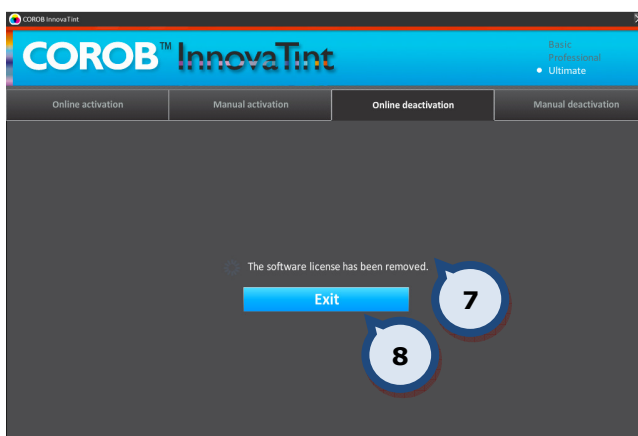 COROB InnovaTint
COROB™ InnovaTint
Basic
Professional
Ultimate
Online activation
Manual activation
Online deactivation
Manual deactivation
The software license has been removed.
Exit
7
8